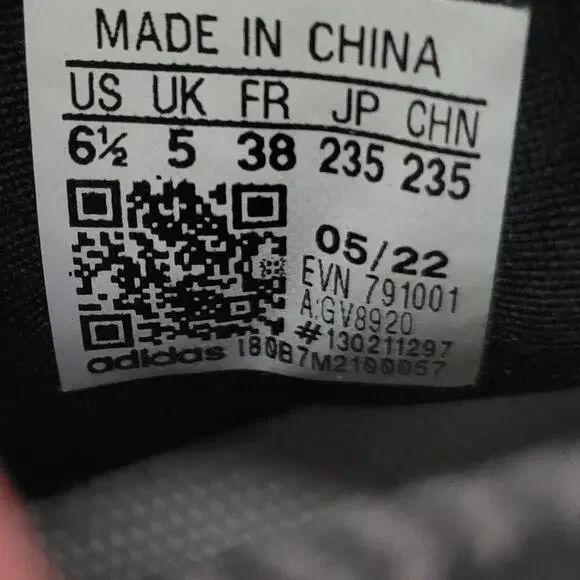 MADE IN CHINA
US UK FR JP CHN
6½ 5 38 235 235
05/22
EVN 791001
A:GV8920
#130211297
adidas 180B7M2100057